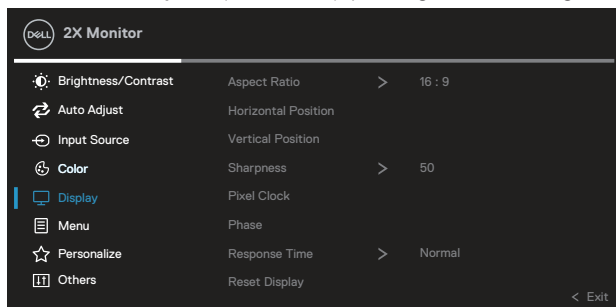 DELL 2X Monitor
Brightness/Contrast Aspect Ratio > 16 : 9
Auto Adjust Horizontal Position
Input Source Vertical Position
Color Sharpness > 50
Display Pixel Clock
Menu Phase
Personalize Response Time > Normal
Others Reset Display
< Exit